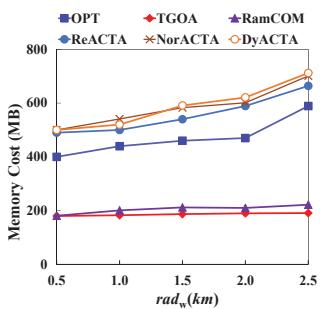 OPT TGOA RamCOM
ReACTA NorACTA DyACTA
800
600
400
200
0
Memory Cost (MB)
0.5 1.0 1.5 2.0 2.5
rad_w(km)